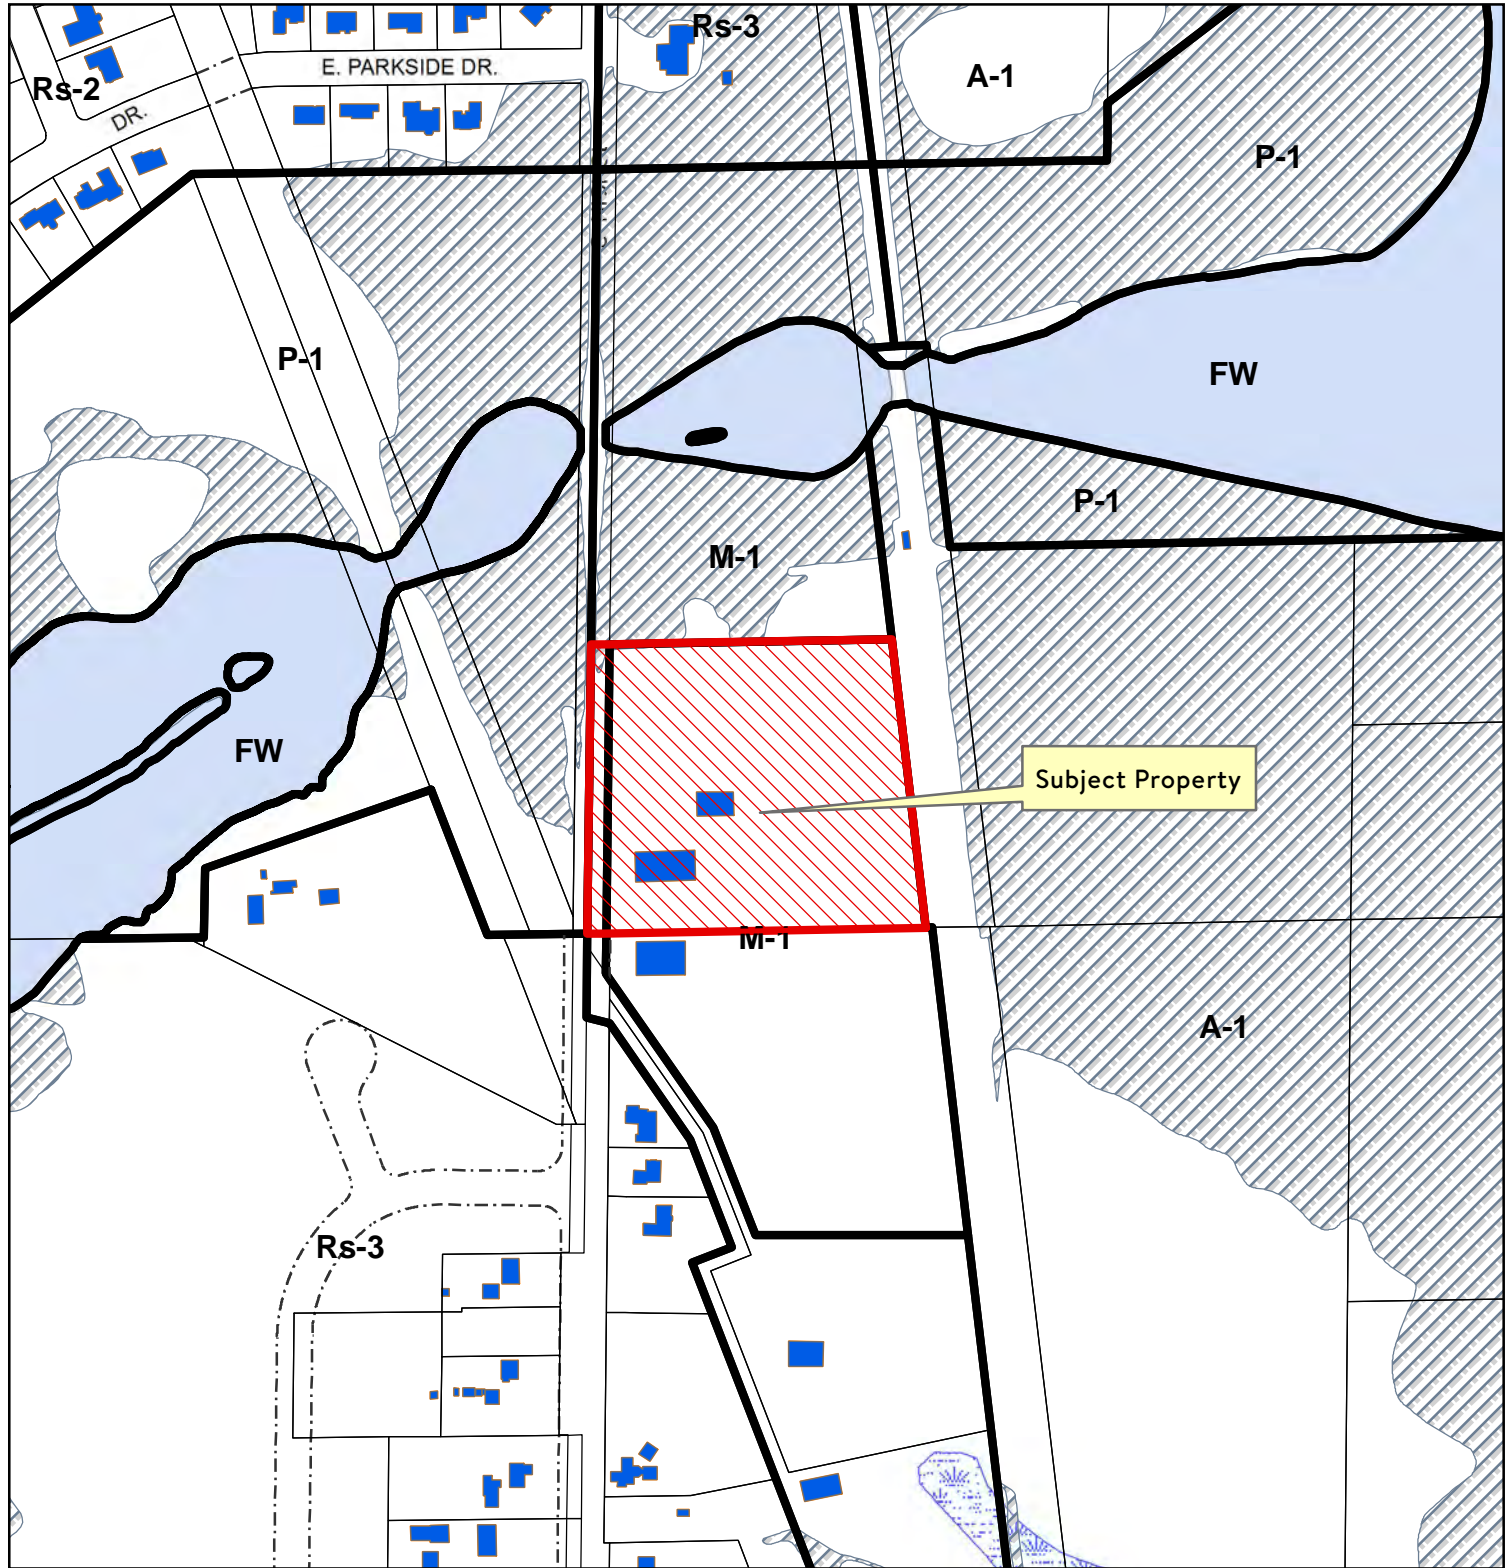 Rs-3
A-1
E. PARKSIDE DR.
Rs-2
DR.
P-1
P-1
FW
P-1
M-1
FW
Subject Property
M-1
A-1
Rs-3